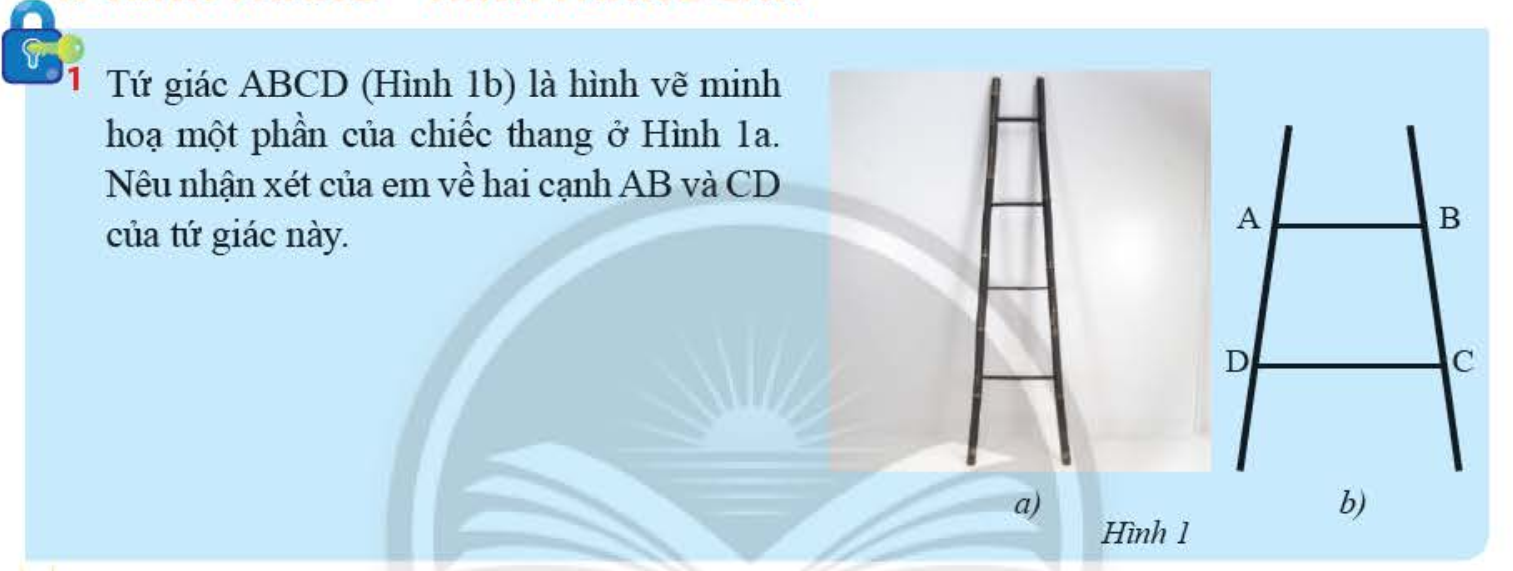 1 Tứ giác ABCD (Hình 1b) là hình vẽ minh
hoạ một phần của chiếc thang ở Hình 1a.
Nêu nhận xét của em về hai cạnh AB và CD
của tứ giác này.
A B
D C
a) b)
Hình 1